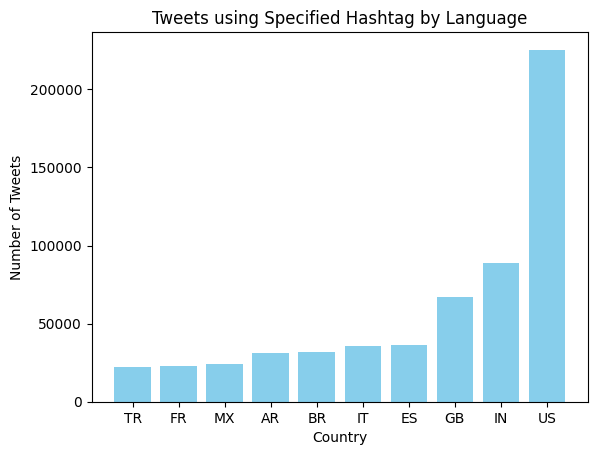 Tweets using Specified Hashtag by Language
Number of Tweets
200000
150000
100000
50000
0
TR FR MX AR BR IT ES GB IN US
Country